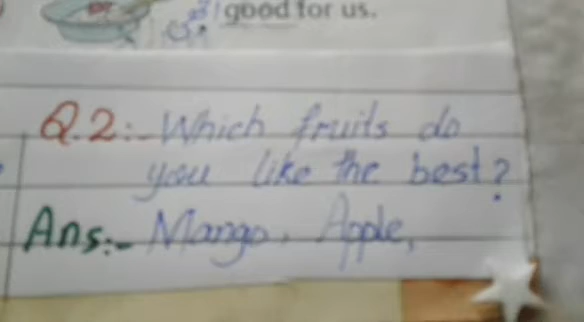 good for us.
Q.2:- Which fruits do
you like the best?
Ans:- Mango, Apple,